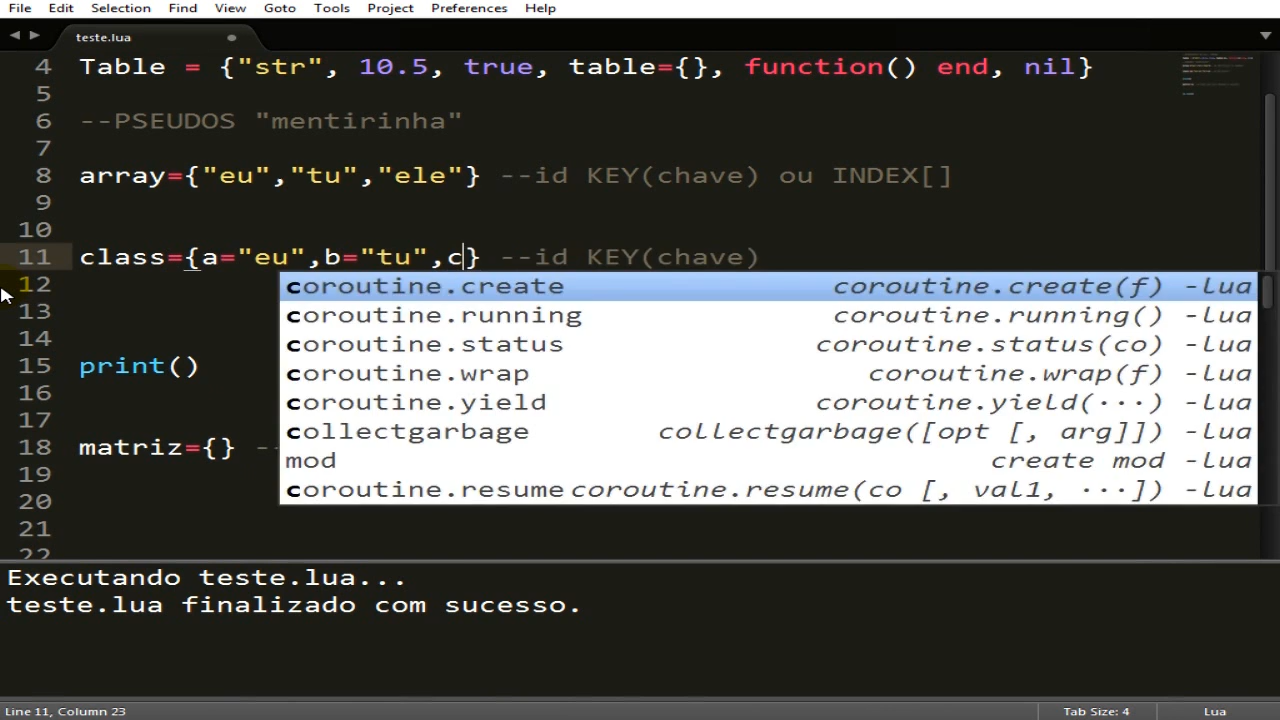 File Edit Selection Find View Goto Tools Project Preferences Help
teste.lua
4 Table = {"str", 10.5, true, table={}, function() end, nil}
5
6 --PSEUDOS "mentirinha"
7
8 array={"eu","tu","ele"} --id KEY(chave) ou INDEX[]
9
10
11 class={a="eu",b="tu",c} --id KEY(chave)
12
coroutine.create coroutine.create(f) -lua
13
coroutine.running coroutine.running() -lua
14
coroutine.status coroutine.status(co) -lua
15 print()
coroutine.wrap coroutine.wrap(f) -lua
16
coroutine.yield coroutine.yield(···) -lua
17
collectgarbage collectgarbage([opt [, arg]]) -lua
18 matriz={} --
mod create mod -lua
19
coroutine.resume coroutine.resume(co [, val1, ···]) -lua
20
21
22
Executando teste.lua...
teste.lua finalizado com sucesso.
Line 11, Column 23 Tab Size: 4 Lua